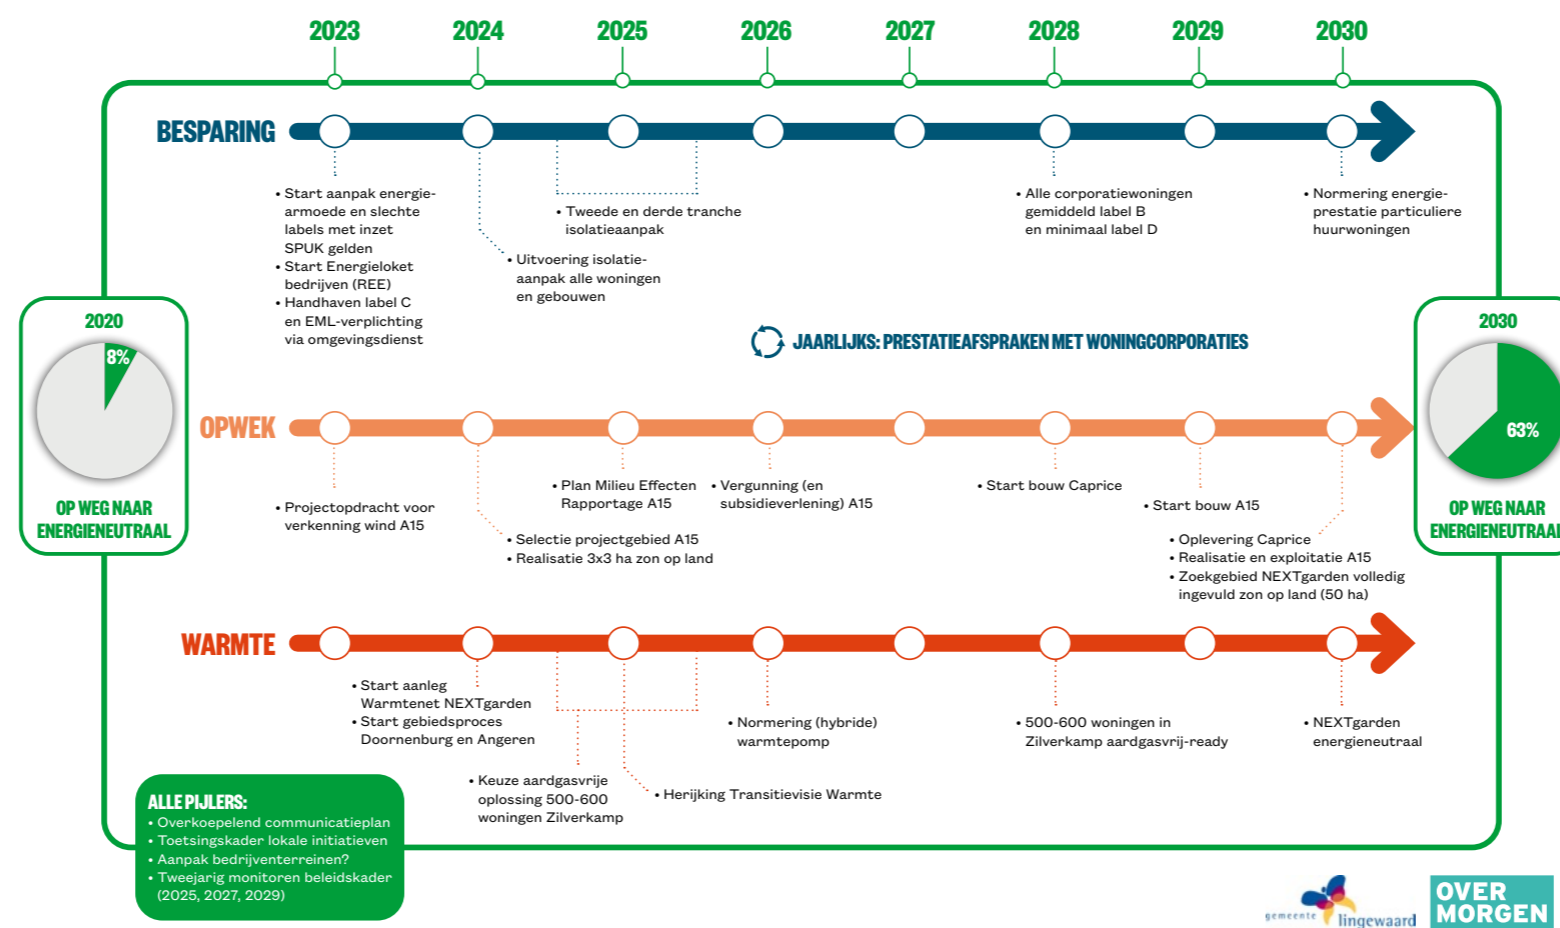 2023
2024
2025
2026
2027
2028
2029
2030
BESPARING
• Start aanpak energie-
armoede en slechte
labels met inzet
SPUK gelden
• Start Energieloket
bedrijven (REE)
• Handhaven label C
en EML-verplichting
via omgevingsdienst
• Uitvoering isolatie-
aanpak alle woningen
en gebouwen
• Tweede en derde tranche
isolatieaanpak
• Alle corporatiewoningen
gemiddeld label B
en minimaal label D
• Normering energie-
prestatie particuliere
huurwoningen
JAARLIJKS: PRESTATIEAFSPRAKEN MET WONINGCORPORATIES
2020
8%
OP WEG NAAR
ENERGIENEUTRAAL
2030
63%
OP WEG NAAR
ENERGIENEUTRAAL
OPWEK
• Projectopdracht voor
verkenning wind A15
• Selectie projectgebied A15
• Realisatie 3x3 ha zon op land
• Plan Milieu Effecten
Rapportage A15
• Vergunning (en
subsidieverlening) A15
• Start bouw Caprice
• Start bouw A15
• Oplevering Caprice
• Realisatie en exploitatie A15
• Zoekgebied NEXTgarden volledig
ingevuld zon op land (50 ha)
WARMTE
• Start aanleg
Warmtenet NEXTgarden
• Start gebiedsproces
Doornenburg en Angeren
• Keuze aardgasvrije
oplossing 500-600
woningen Zilverkamp
• Herijking Transitievisie Warmte
• Normering (hybride)
warmtepomp
• 500-600 woningen in
Zilverkamp aardgasvrij-ready
• NEXTgarden
energieneutraal
ALLE PIJLERS:
• Overkoepelend communicatieplan
• Toetsingskader lokale initiatieven
• Aanpak bedrijventerreinen?
• Tweejarig monitoren beleidskader
(2025, 2027, 2029)
gemeente lingewaard
OVER
MORGEN